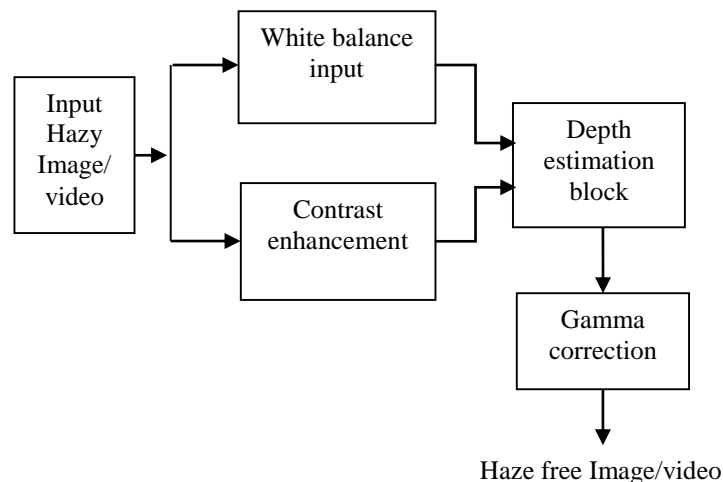 White balance
input
Input
Hazy
Image/
video
Depth
estimation
block
Contrast
enhancement
Gamma
correction
Haze free Image/video